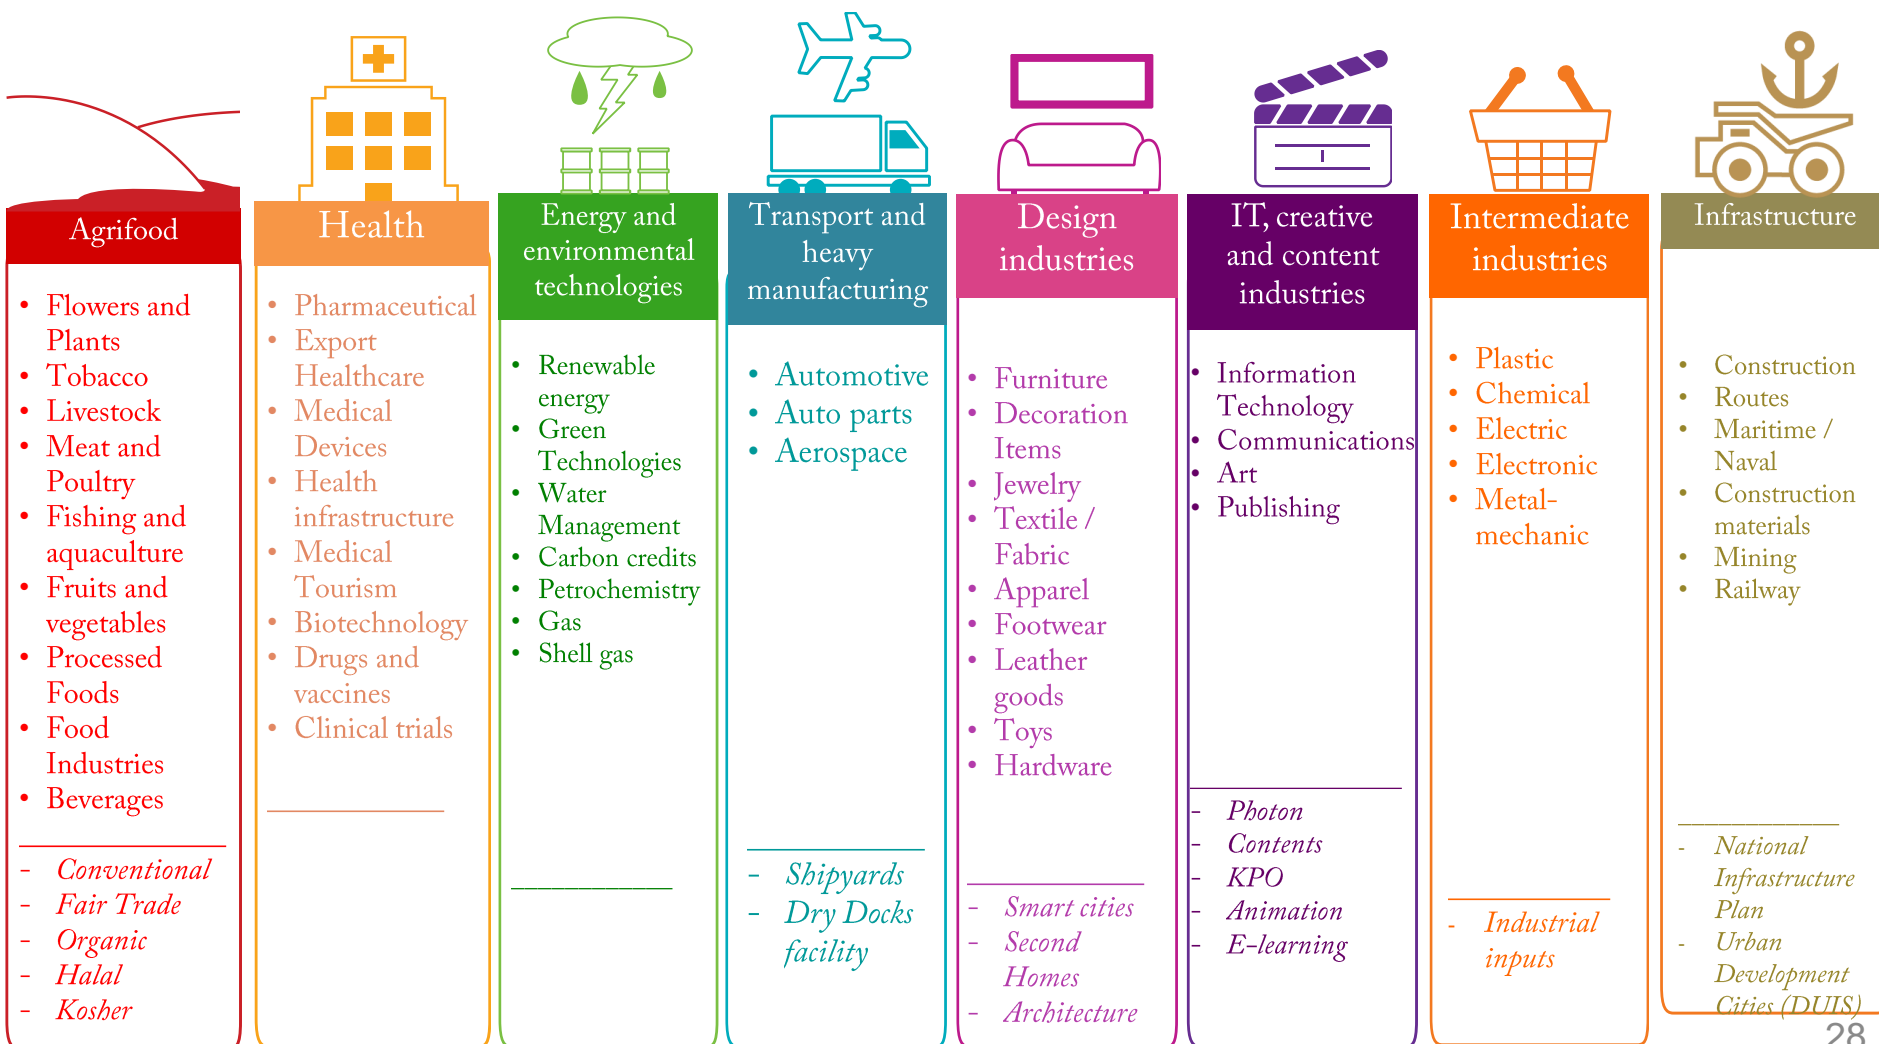 Agrifood
• Flowers and
Plants
• Tobacco
• Livestock
• Meat and
Poultry
• Fishing and
aquaculture
• Fruits and
vegetables
• Processed
Foods
• Food
Industries
• Beverages
- Conventional
- Fair Trade
- Organic
- Halal
- Kosher
Health
• Pharmaceutical
• Export
Healthcare
• Medical
Devices
• Health
infrastructure
• Medical
Tourism
• Biotechnology
• Drugs and
vaccines
• Clinical trials
Energy and
environmental
technologies
• Renewable
energy
• Green
Technologies
• Water
Management
• Carbon credits
• Petrochemistry
• Gas
• Shell gas
Transport and
heavy
manufacturing
• Automotive
• Auto parts
• Aerospace
- Shipyards
- Dry Docks
facility
Design
industries
• Furniture
• Decoration
Items
• Jewelry
• Textile /
Fabric
• Apparel
• Footwear
• Leather
goods
• Toys
• Hardware
- Smart cities
- Second
Homes
- Architecture
IT, creative
and content
industries
• Information
Technology
• Communications
• Art
• Publishing
- Photon
- Contents
- KPO
- Animation
- E-learning
Intermediate
industries
• Plastic
• Chemical
• Electric
• Electronic
• Metal-
mechanic
- Industrial
inputs
Infrastructure
• Construction
• Routes
• Maritime /
Naval
• Construction
materials
• Mining
• Railway
- National
Infrastructure
Plan
- Urban
Development
Cities (DUIS)
28